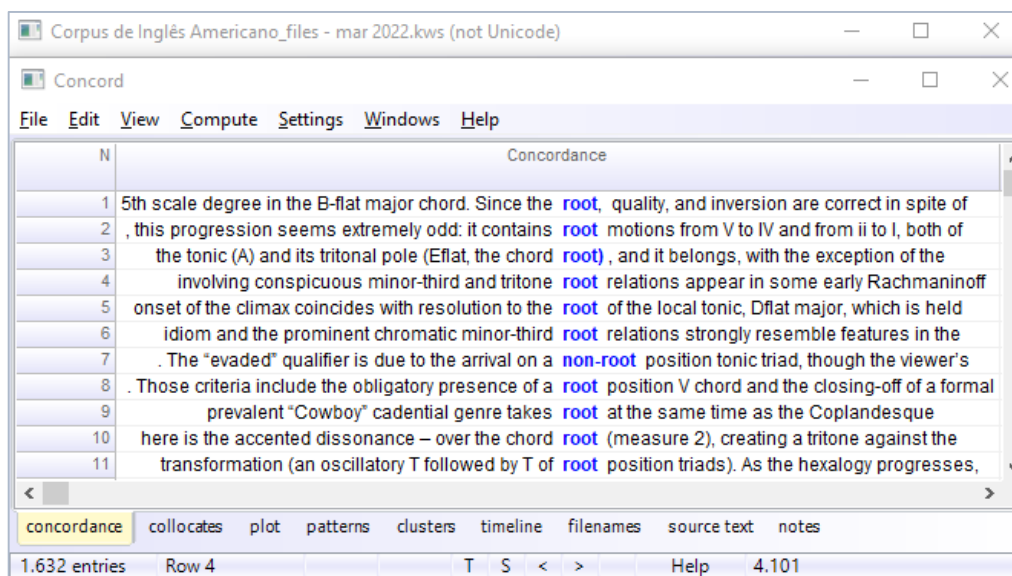 Corpus de Inglês Americano_files - mar 2022.kws (not Unicode)
Concord
File Edit View Compute Settings Windows Help
N Concordance
1 5th scale degree in the B-flat major chord. Since the root, quality, and inversion are correct in spite of
2 , this progression seems extremely odd: it contains root motions from V to IV and from ii to I, both of
3 the tonic (A) and its tritonal pole (Eflat, the chord root) , and it belongs, with the exception of the
4 involving conspicuous minor-third and tritone root relations appear in some early Rachmaninoff
5 onset of the climax coincides with resolution to the root of the local tonic, Dflat major, which is held
6 idiom and the prominent chromatic minor-third root relations strongly resemble features in the
7 . The “evaded” qualifier is due to the arrival on a non-root position tonic triad, though the viewer’s
8 . Those criteria include the obligatory presence of a root position V chord and the closing-off of a formal
9 prevalent “Cowboy” cadential genre takes root at the same time as the Coplandesque
10 here is the accented dissonance – over the chord root (measure 2), creating a tritone against the
11 transformation (an oscillatory T followed by T of root position triads). As the hexalogy progresses,
concordance collocates plot patterns clusters timeline filenames source text notes
1.632 entries Row 4 T S < > Help 4.101